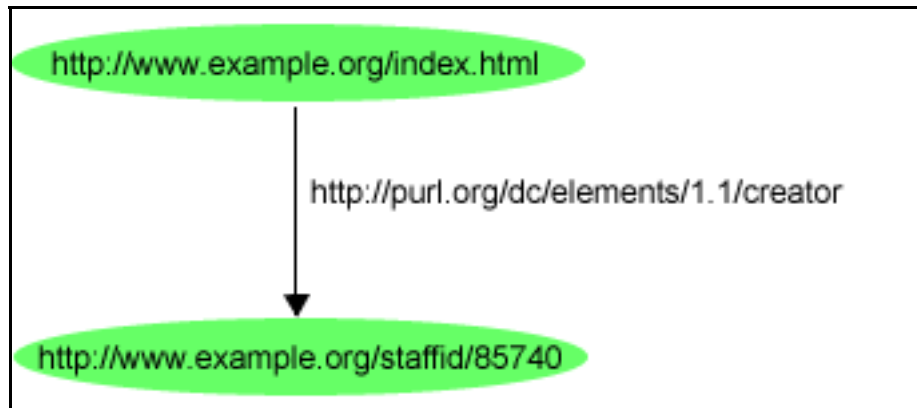 http://www.example.org/index.html
http://purl.org/dc/elements/1.1/creator
http://www.example.org/staffid/85740